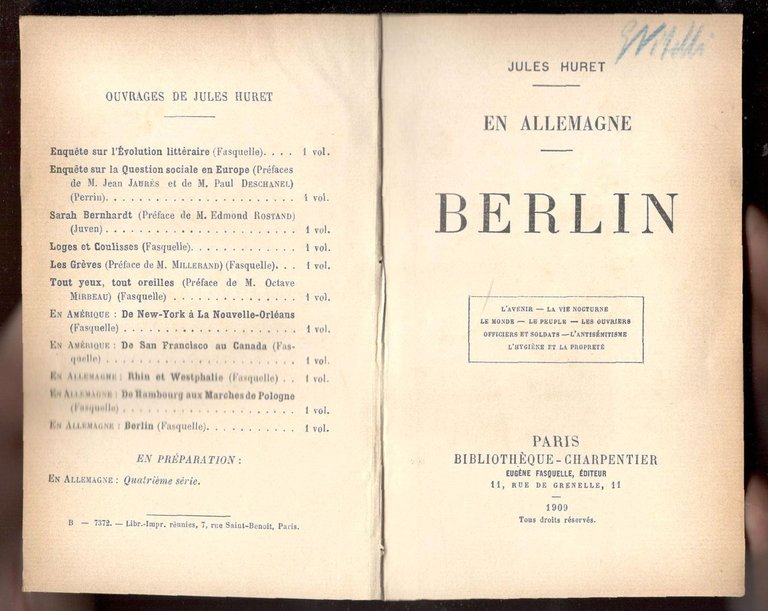 OUVRAGES DE JULES HURET
Enquête sur l'Évolution littéraire (Fasquelle). . . . 1 vol.
Enquête sur la Question sociale en Europe (Préfaces
de M. Jean JAURÈS et de M. Paul DESCHANEL)
(Perrin). . . . . . . . . . . . . . . . . . . . . . . 1 vol.
Sarah Bernhardt (Préface de M. Edmond ROSTAND)
(Juven) . . . . . . . . . . . . . . . . . . . . . . . 1 vol.
Loges et Coulisses (Fasquelle). . . . . . . . . . . . 1 vol.
Les Grèves (Préface de M. MILLERAND) (Fasquelle). . . 1 vol.
Tout yeux, tout oreilles (Préface de M. Octave
MIRBEAU) (Fasquelle) . . . . . . . . . . . . . . . 1 vol.
EN AMÉRIQUE : De New-York à La Nouvelle-Orléans
(Fasquelle) . . . . . . . . . . . . . . . . . . . . . 1 vol.
EN AMÉRIQUE : De San Francisco au Canada (Fas-
quelle) . . . . . . . . . . . . . . . . . . . . . . . 1 vol.
EN ALLEMAGNE : Rhin et Westphalie (Fasquelle) . . 1 vol.
EN ALLEMAGNE : De Hambourg aux Marches de Pologne
(Fasquelle) . . . . . . . . . . . . . . . . . . . . . 1 vol.
EN ALLEMAGNE : Berlin (Fasquelle). . . . . . . . . . 1 vol.
EN PRÉPARATION :
EN ALLEMAGNE : Quatrième série.
B — 7372. — Libr.-Impr. réunies, 7, rue Saint-Benoît, Paris.
JULES HURET
EN ALLEMAGNE
BERLIN
L'AVENIR — LA VIE NOCTURNE
LE MONDE — LE PEUPLE — LES OUVRIERS
OFFICIERS ET SOLDATS — L'ANTISÉMITISME
L'HYGIÈNE ET LA PROPRETÉ
PARIS
BIBLIOTHÈQUE-CHARPENTIER
EUGÈNE FASQUELLE, ÉDITEUR
11, RUE DE GRENELLE, 11
1909
Tous droits réservés.